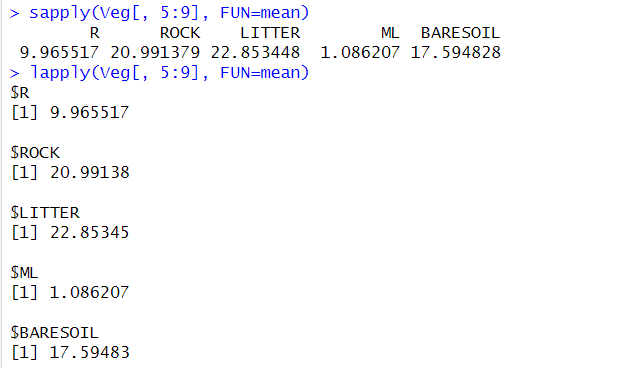 > sapply(Veg[, 5:9], FUN=mean)
R ROCK LITTER ML BARESOIL
9.965517 20.991379 22.853448 1.086207 17.594828
> lapply(Veg[, 5:9], FUN=mean)
$R
[1] 9.965517
$ROCK
[1] 20.99138
$LITTER
[1] 22.85345
$ML
[1] 1.086207
$BARESOIL
[1] 17.59483